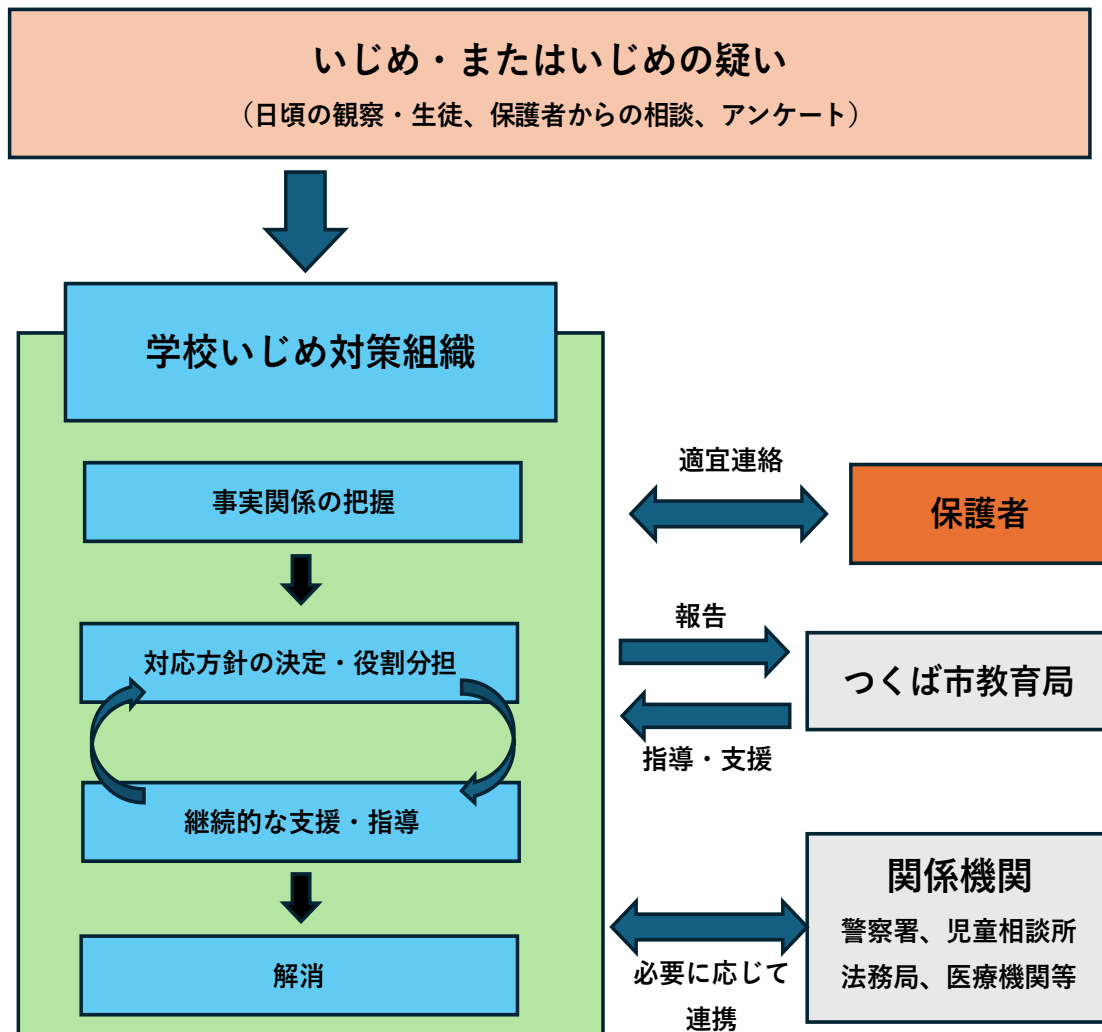 いじめ・またはいじめの疑い
（日頃の観察・生徒、保護者からの相談、アンケート）
学校いじめ対策組織
事実関係の把握
対応方針の決定・役割分担
継続的な支援・指導
解消
適宜連絡
保護者
報告
つくば市教育局
指導・支援
関係機関
警察署、児童相談所
法務局、医療機関等
必要に応じて
連携